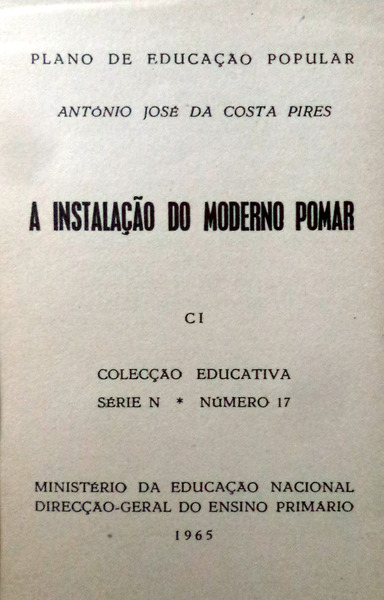 PLANO DE EDUCAÇÃO POPULAR
ANTÓNIO JOSÉ DA COSTA PIRES
A INSTALAÇÃO DO MODERNO POMAR
CI
COLECÇÃO EDUCATIVA
SÉRIE N * NÚMERO 17
MINISTÉRIO DA EDUCAÇÃO NACIONAL
DIRECÇÃO-GERAL DO ENSINO PRIMÁRIO
1965